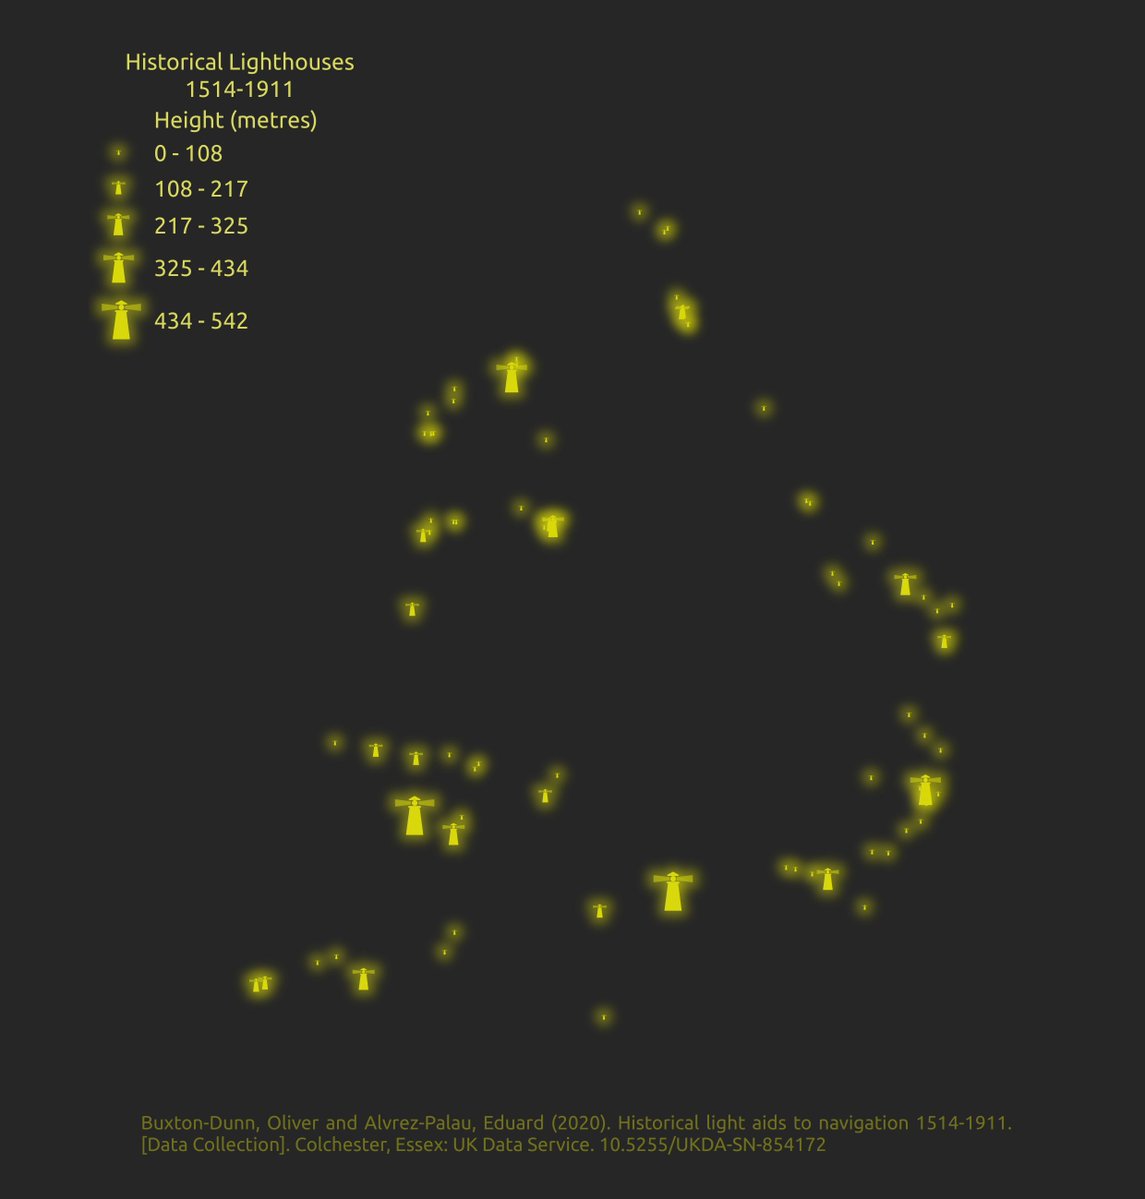 Historical Lighthouses
1514-1911
Height (metres)
0 - 108
108 - 217
217 - 325
325 - 434
434 - 542
Buxton-Dunn, Oliver and Alvrez-Palau, Eduard (2020). Historical light aids to navigation 1514-1911.
[Data Collection]. Colchester, Essex: UK Data Service. 10.5255/UKDA-SN-854172